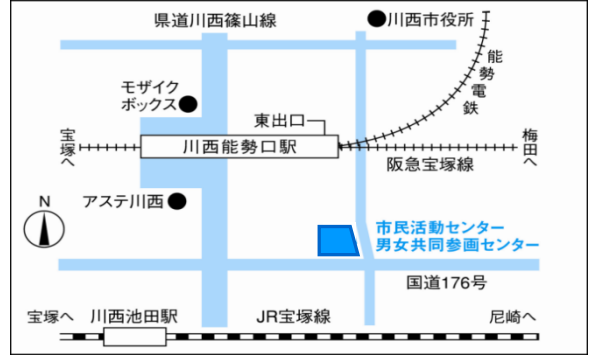 県道川西篠山線
川西市役所
能勢電鉄
モザイク
ボックス
東出口
宝塚へ
川西能勢口駅
梅田へ
阪急宝塚線
アステ川西
N
市民活動センター
男女共同参画センター
国道176号
宝塚へ
川西池田駅
JR宝塚線
尼崎へ